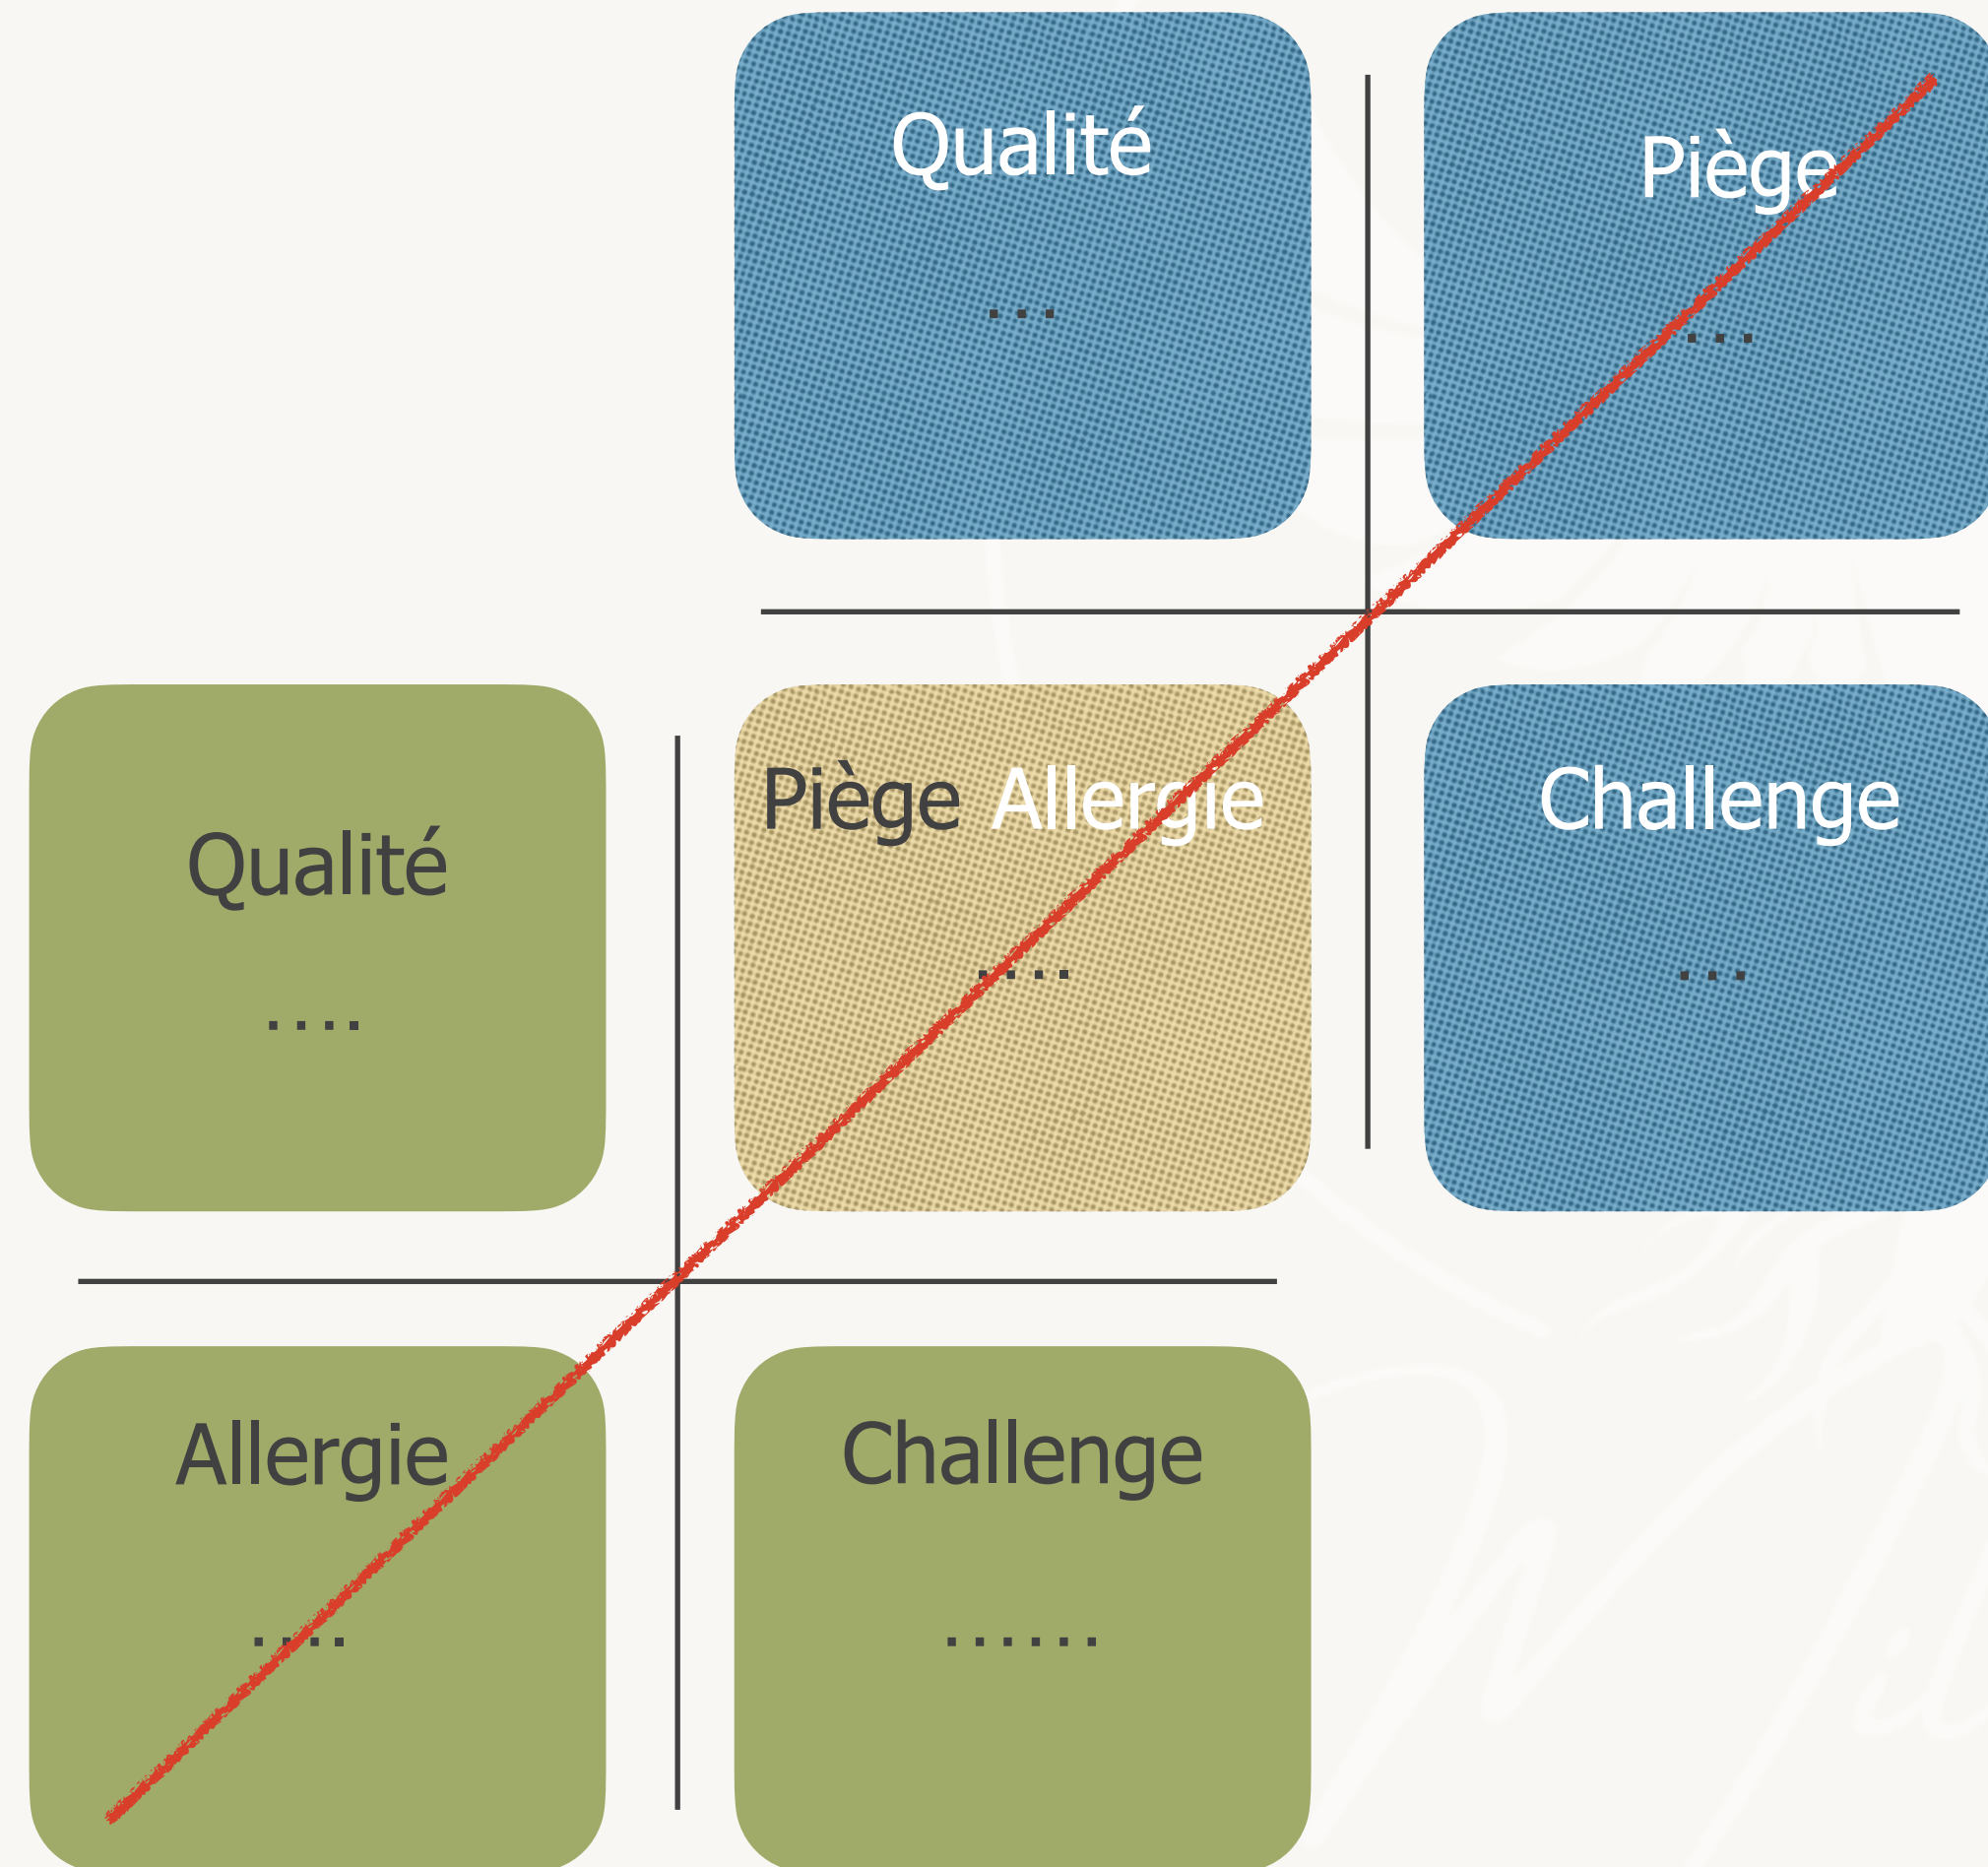 Qualité
...
Piège
...
Qualité
....
Piège Allergie
....
Challenge
...
Allergie
....
Challenge
......